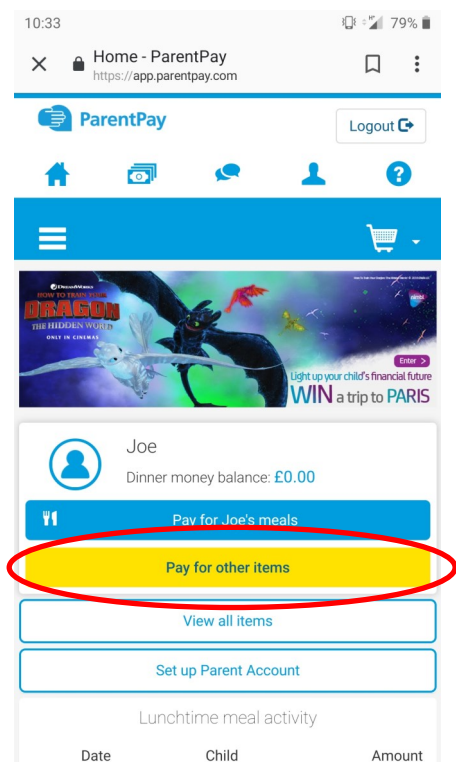 10:33
79%
Home - ParentPay
https://app.parentpay.com
ParentPay
Logout
?
DREAMWORKS
HOW TO TRAIN YOUR
DRAGON
THE HIDDEN WORLD
ONLY IN CINEMAS
Enter >
Light up your child's financial future
WIN a trip to PARIS
Joe
Dinner money balance: £0.00
Pay for Joe's meals
Pay for other items
View all items
Set up Parent Account
Lunchtime meal activity
Date Child Amount